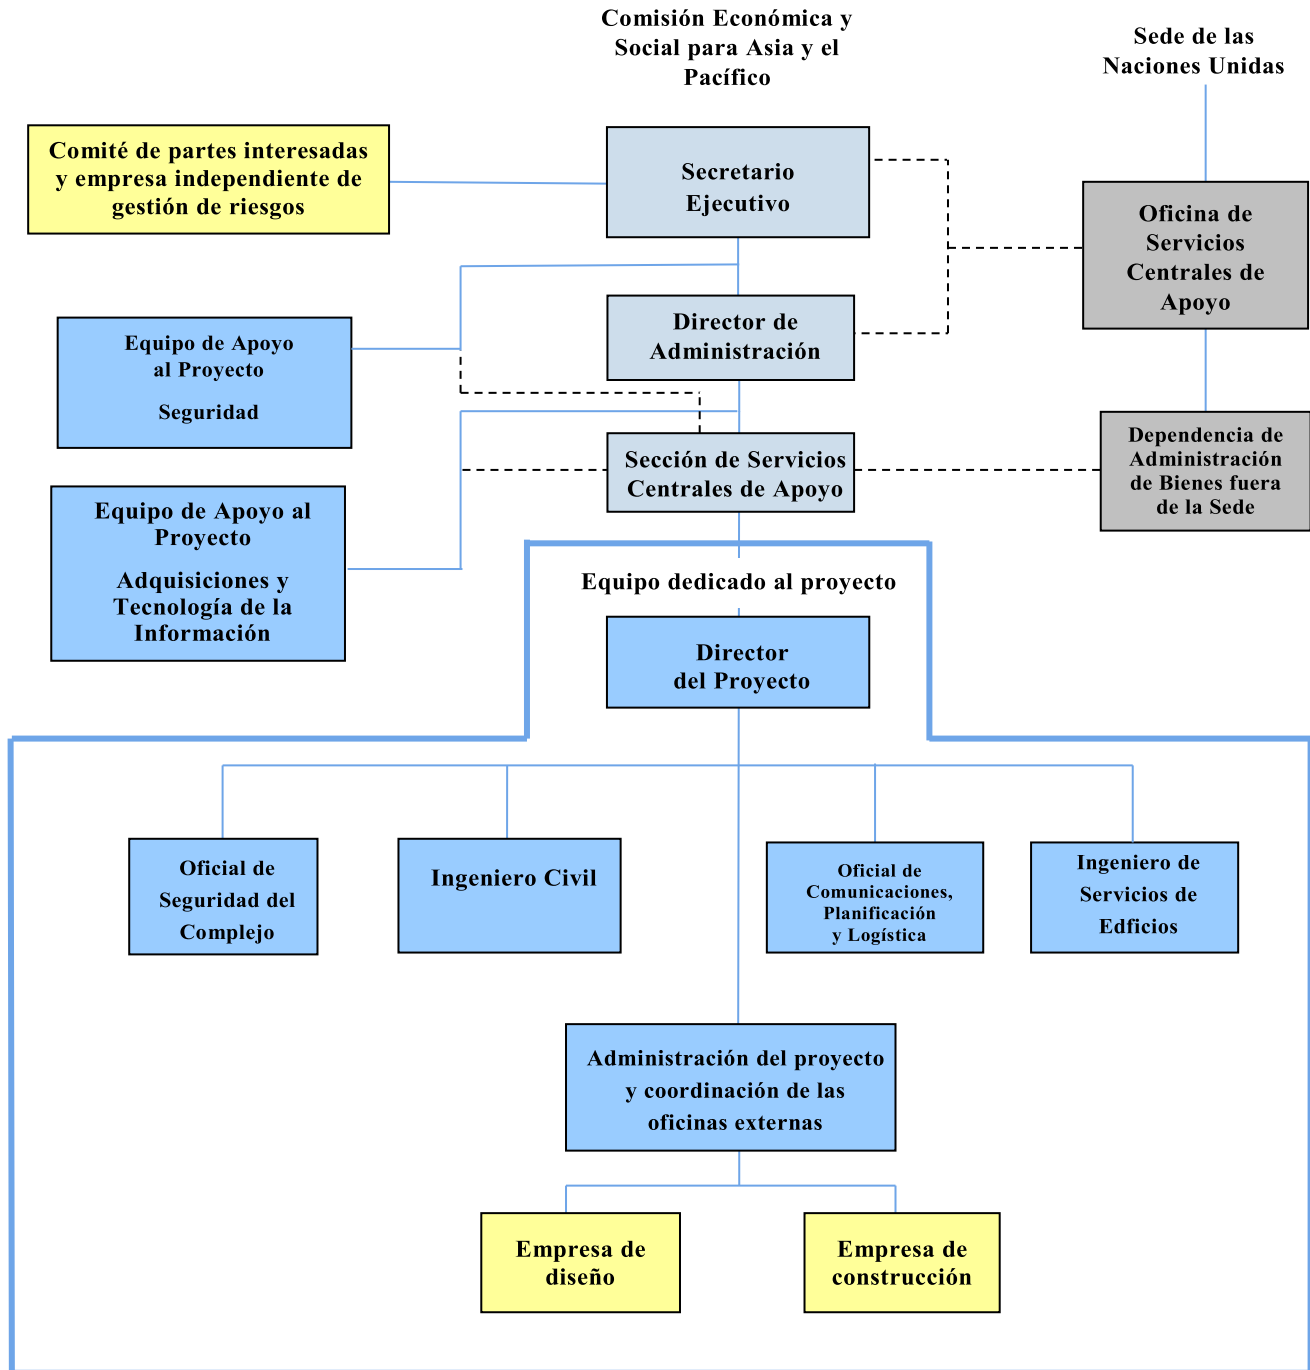 Comisión Económica y
Social para Asia y el
Pacífico
Sede de las
Naciones Unidas
Comité de partes interesadas
y empresa independiente de
gestión de riesgos
Secretario
Ejecutivo
Oficina de
Servicios
Centrales de
Apoyo
Director de
Administración
Equipo de Apoyo
al Proyecto
Seguridad
Sección de Servicios
Centrales de Apoyo
Dependencia de
Administración
de Bienes fuera
de la Sede
Equipo de Apoyo al
Proyecto
Adquisiciones y
Tecnología de la
Información
Equipo dedicado al proyecto
Director
del Proyecto
Oficial de
Seguridad del
Complejo
Ingeniero Civil
Oficial de
Comunicaciones,
Planificación
y Logística
Ingeniero de
Servicios de
Edficios
Administración del proyecto
y coordinación de las
oficinas externas
Empresa de
diseño
Empresa de
construcción